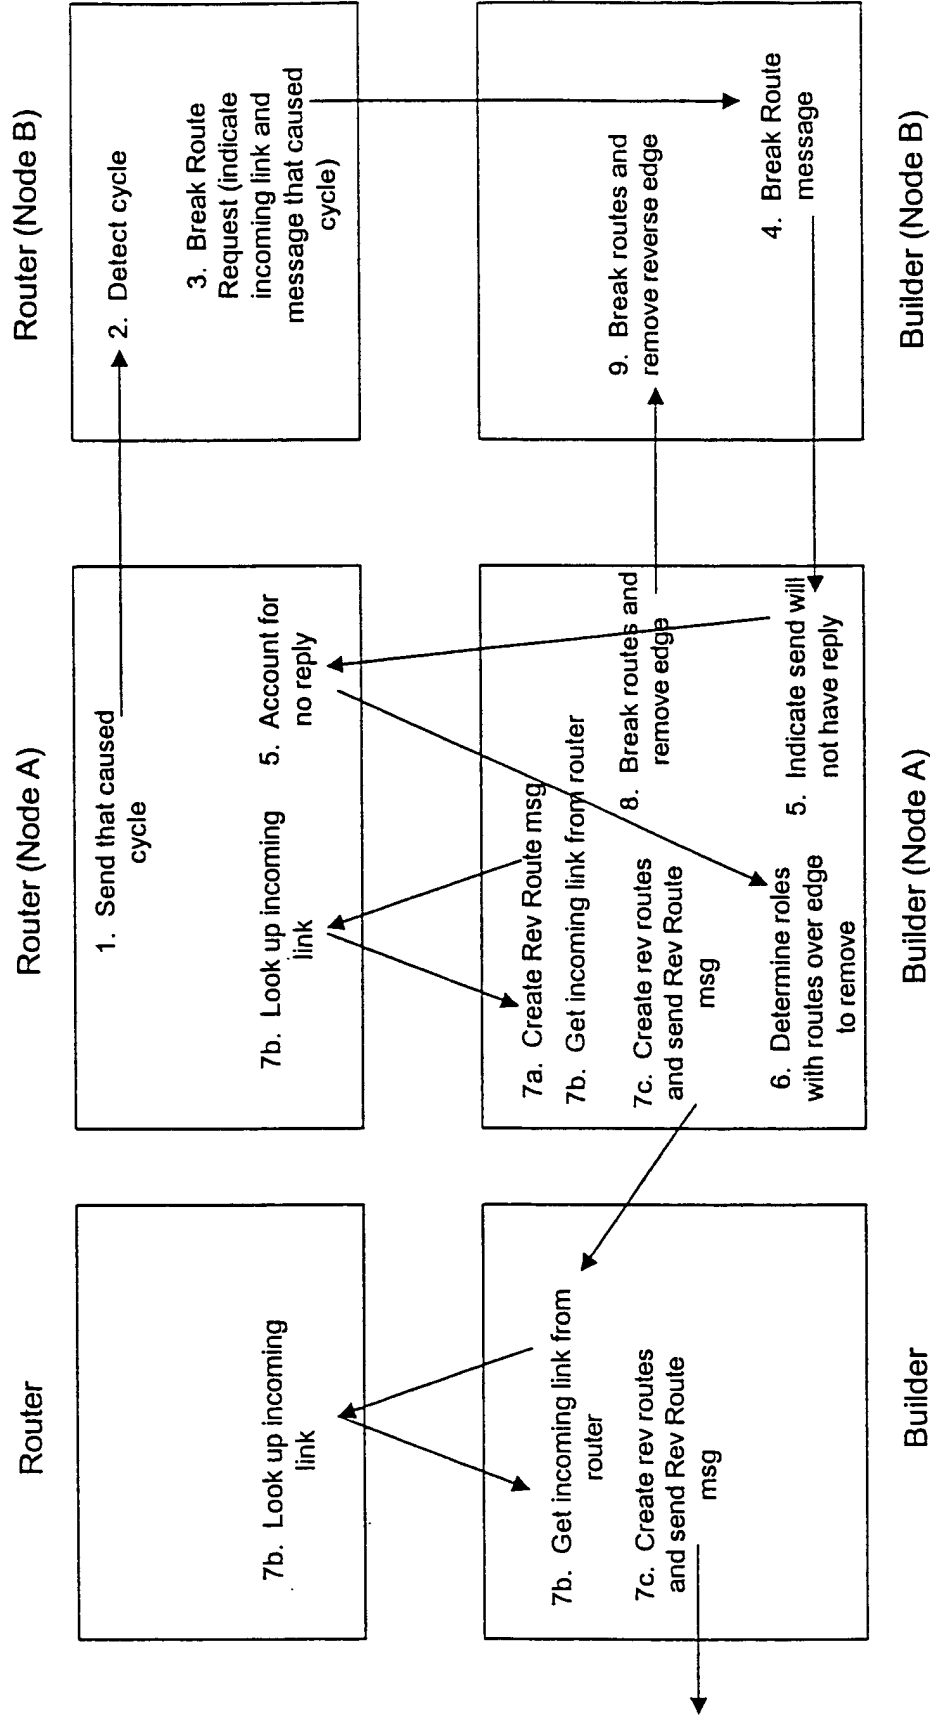 Router
Router (Node A)
Router (Node B)
7b. Look up incoming
link
1. Send that caused
cycle
7b. Look up incoming
link
5. Account for
no reply
2. Detect cycle
3. Break Route
Request (indicate
incoming link and
message that caused
cycle)
7b. Get incoming link from
router
7c. Create rev routes
and send Rev Route
msg
7a. Create Rev Route msg
7b. Get incoming link from router
7c. Create rev routes
and send Rev Route
msg
8. Break routes and
remove edge
6. Determine roles
with routes over edge
to remove
5. Indicate send will
not have reply
9. Break routes and
remove reverse edge
4. Break Route
message
Builder
Builder (Node A)
Builder (Node B)